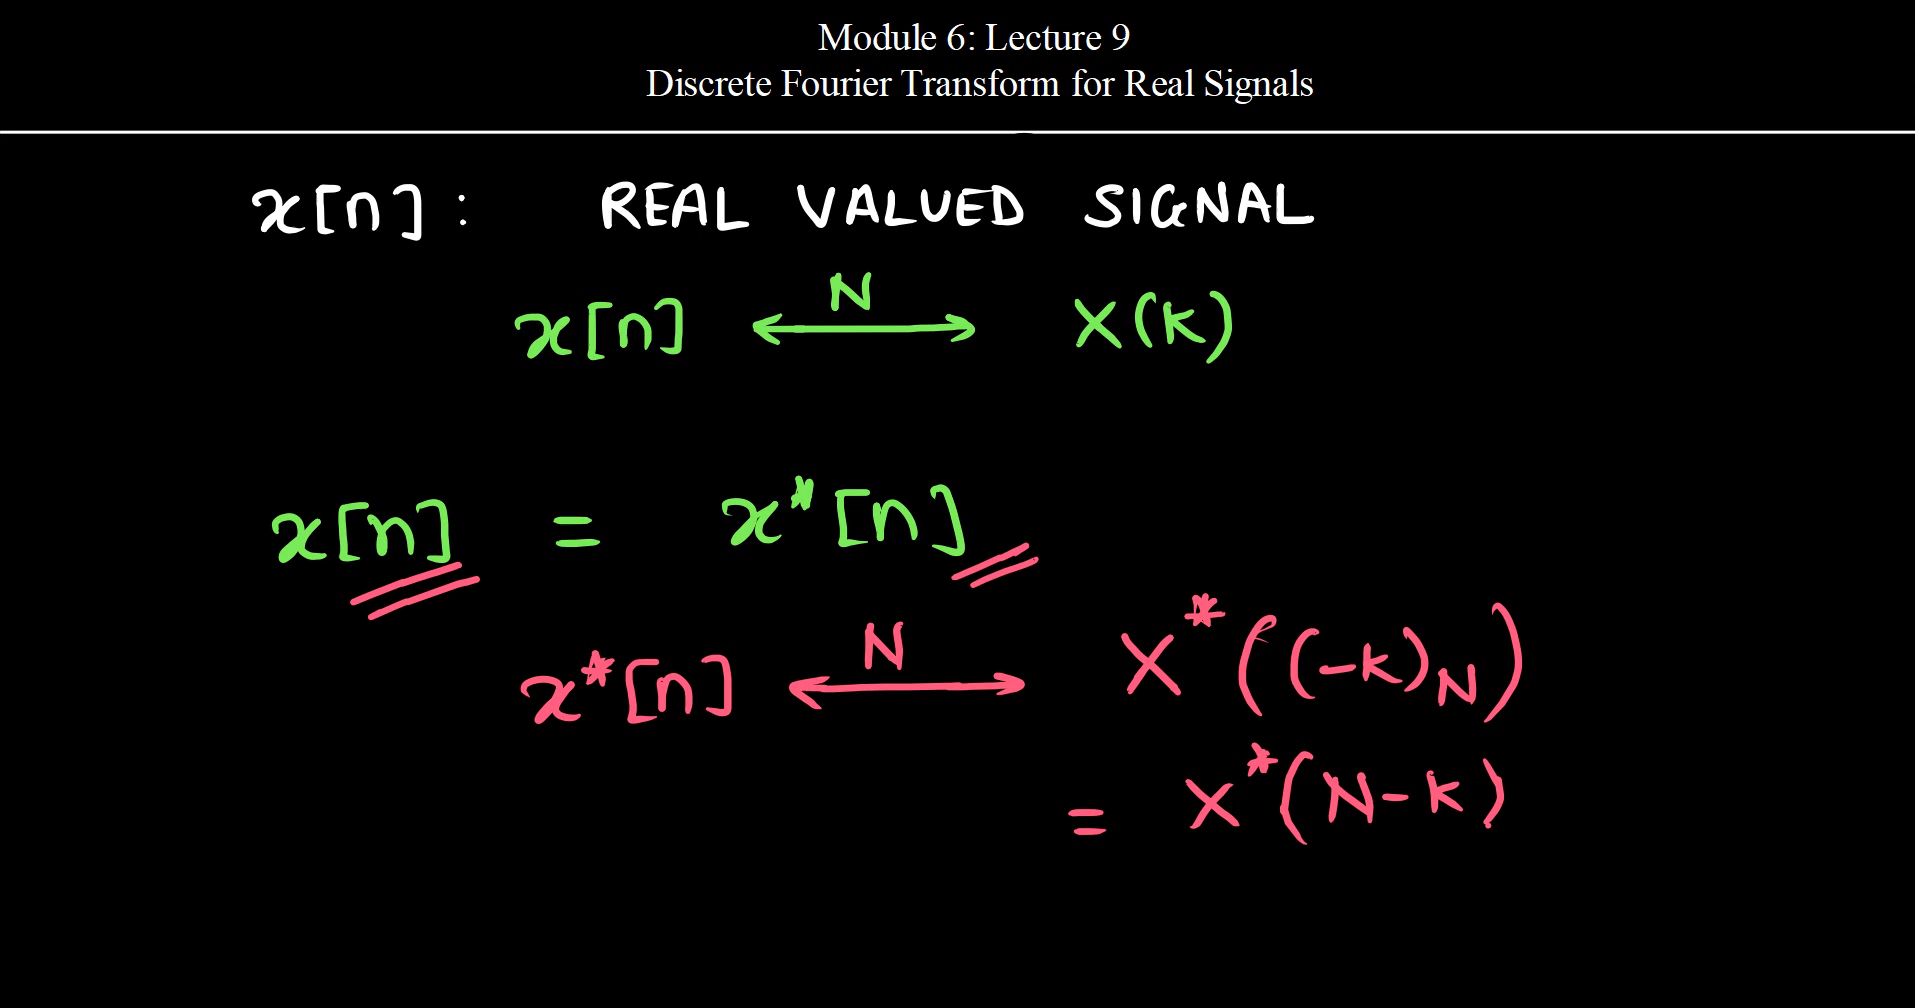 Module 6: Lecture 9
Discrete Fourier Transform for Real Signals
x[n] : REAL VALUED SIGNAL
x[n] <-N-> X(k)
x[n] = x*[n]
x*[n] <-N-> X*((-k)N)
= X*(N-k)